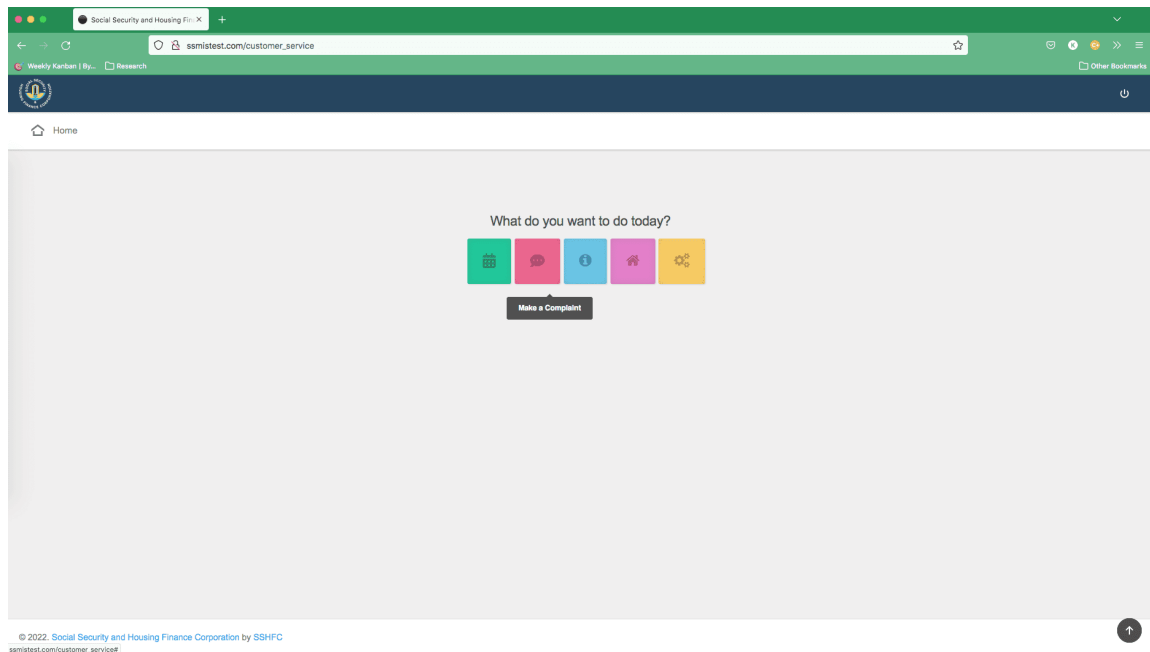 Social Security and Housing Fin
ssmistest.com/customer_service
Weekly Kanban | By... Research
Other Bookmarks
Home
What do you want to do today?
Make a Complaint
© 2022. Social Security and Housing Finance Corporation by SSHFC
ssmistest.com/customer_service#